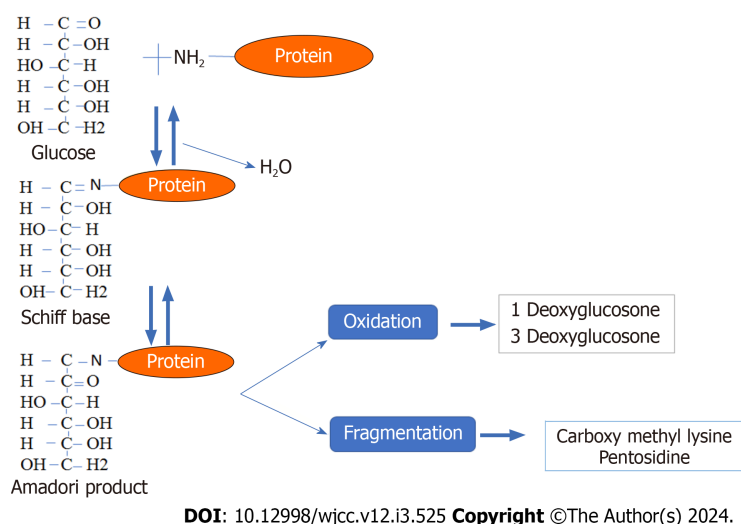 H – C = O
H – C – OH
HO – C – H
H – C – OH
H – C – OH
OH – C – H2
Glucose
NH₂
Protein
H₂O
H – C = N
Protein
H – C – OH
HO – C – H
H – C – OH
H – C – OH
OH – C – H2
Schiff base
H – C – N
Protein
H – C = O
HO – C – H
H – C – OH
H – C – OH
OH – C – H2
Amadori product
Oxidation
1 Deoxyglucosone
3 Deoxyglucosone
Fragmentation
Carboxy methyl lysine
Pentosidine
DOI: 10.12998/wjcc.v12.i3.525 Copyright ©The Author(s) 2024.